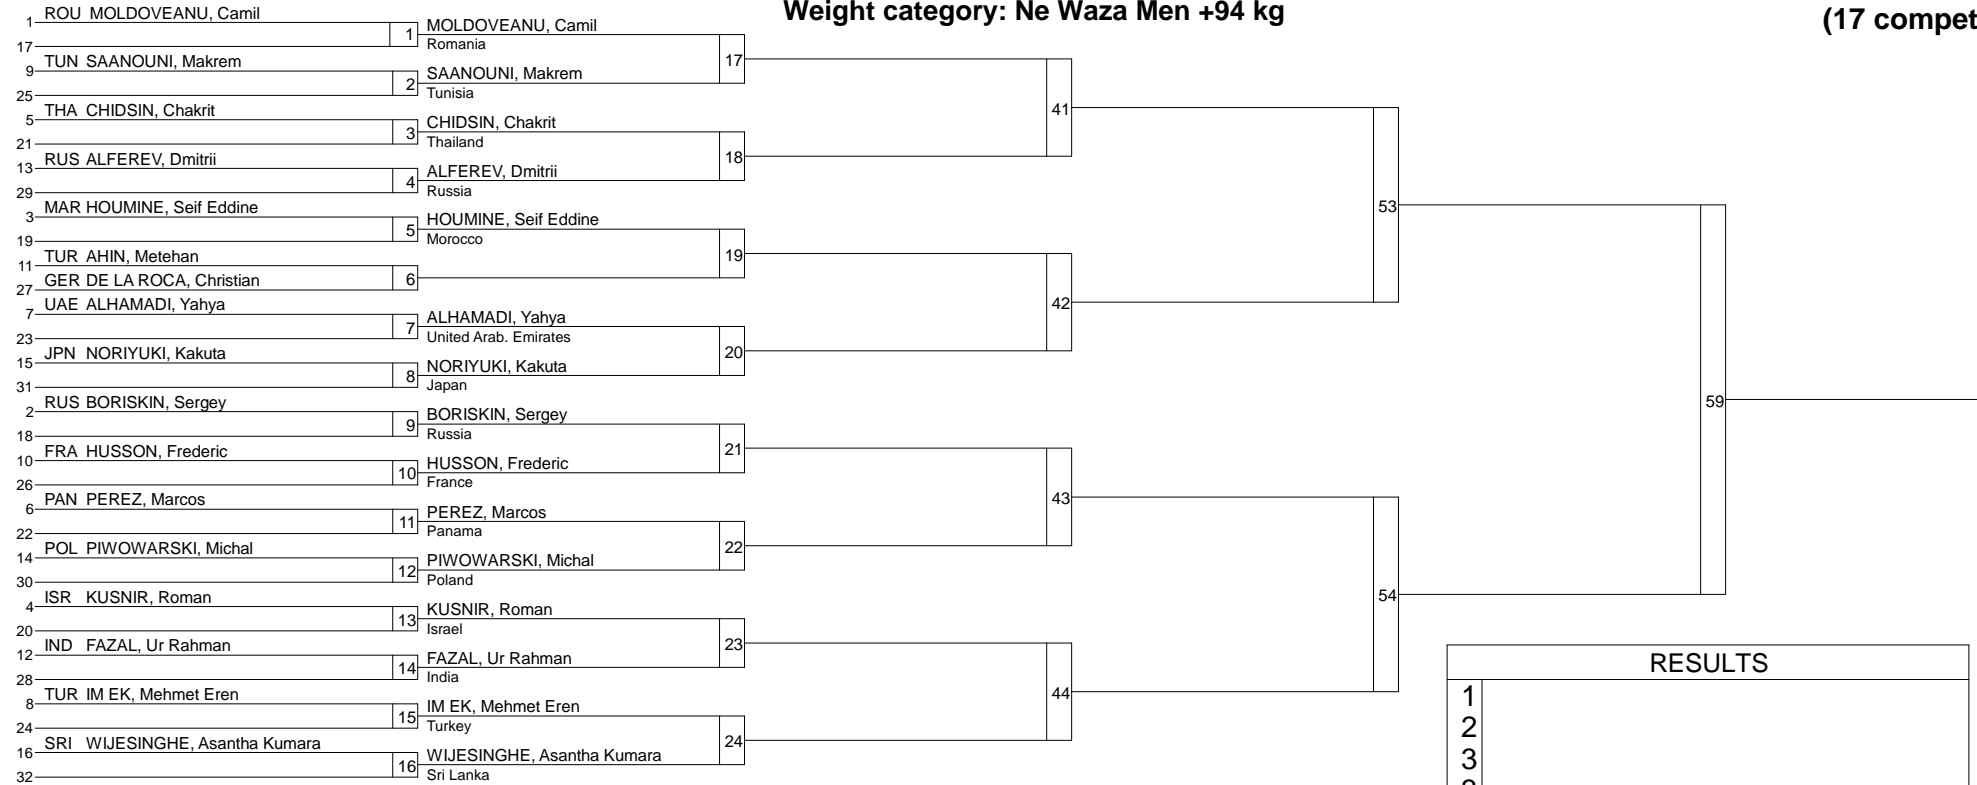 Weight category: Ne Waza Men +94 kg
(17 compet
1 ROU MOLDOVEANU, Camil
17
1 MOLDOVEANU, Camil
Romania
9 TUN SAANOUNI, Makrem
25
2 SAANOUNI, Makrem
Tunisia
17
5 THA CHIDSIN, Chakrit
21
3 CHIDSIN, Chakrit
Thailand
13 RUS ALFEREV, Dmitrii
29
4 ALFEREV, Dmitrii
Russia
18
41
3 MAR HOUMINE, Seif Eddine
19
5 HOUMINE, Seif Eddine
Morocco
11 TUR AHIN, Metehan
27 GER DE LA ROCA, Christian
6
19
7 UAE ALHAMADI, Yahya
23
7 ALHAMADI, Yahya
United Arab. Emirates
15 JPN NORIYUKI, Kakuta
31
8 NORIYUKI, Kakuta
Japan
20
42
53
2 RUS BORISKIN, Sergey
18
9 BORISKIN, Sergey
Russia
10 FRA HUSSON, Frederic
26
10 HUSSON, Frederic
France
21
6 PAN PEREZ, Marcos
22
11 PEREZ, Marcos
Panama
14 POL PIWOWARSKI, Michal
30
12 PIWOWARSKI, Michal
Poland
22
43
4 ISR KUSNIR, Roman
20
13 KUSNIR, Roman
Israel
12 IND FAZAL, Ur Rahman
28
14 FAZAL, Ur Rahman
India
23
8 TUR IM EK, Mehmet Eren
24
15 IM EK, Mehmet Eren
Turkey
16 SRI WIJESINGHE, Asantha Kumara
32
16 WIJESINGHE, Asantha Kumara
Sri Lanka
24
44
54
59
RESULTS
1
2
3